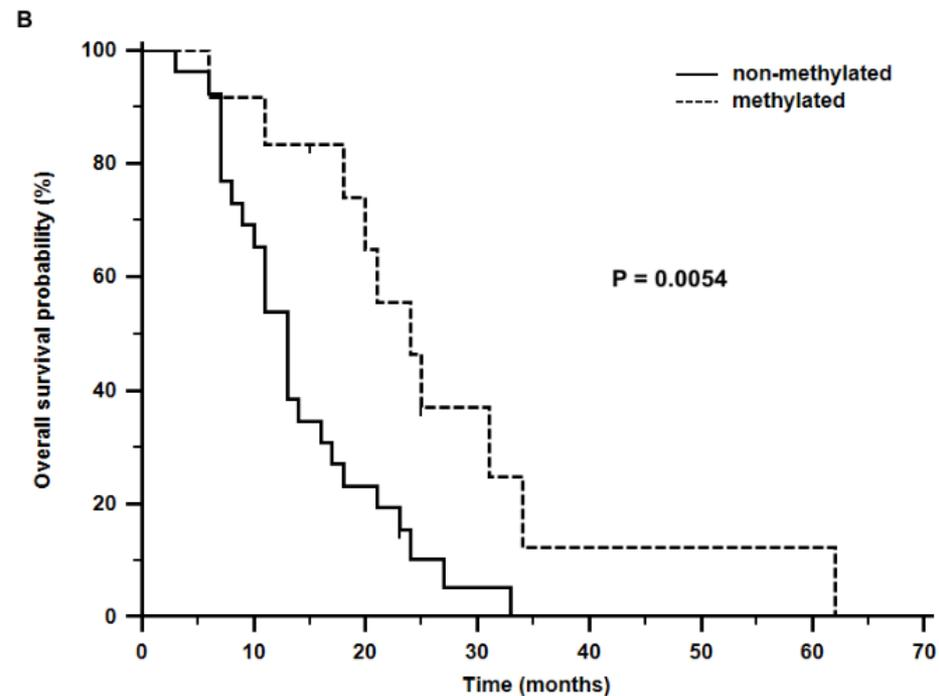 B
100
80
60
40
20
0
Overall survival probability (%)
non-methylated
methylated
P = 0.0054
0 10 20 30 40 50 60 70
Time (months)